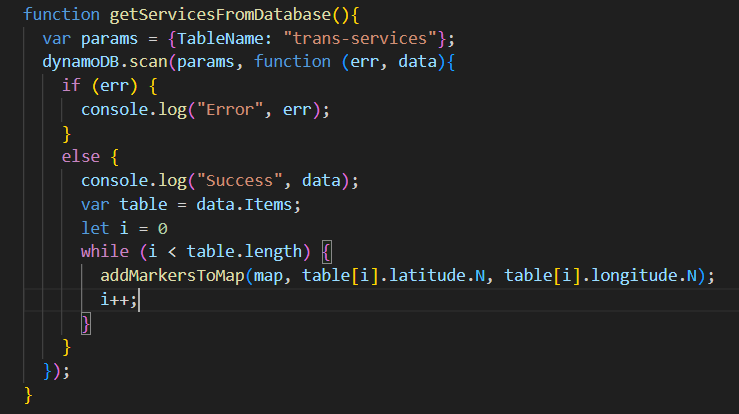 function getServicesFromDatabase(){
  var params = {TableName: "trans-services"};
  dynamoDB.scan(params, function (err, data){
    if (err) {
      console.log("Error", err);
    }
    else {
      console.log("Success", data);
      var table = data.Items;
      let i = 0
      while (i < table.length) {
        addMarkersToMap(map, table[i].latitude.N, table[i].longitude.N);
        i++;
      }
    }
  });
}